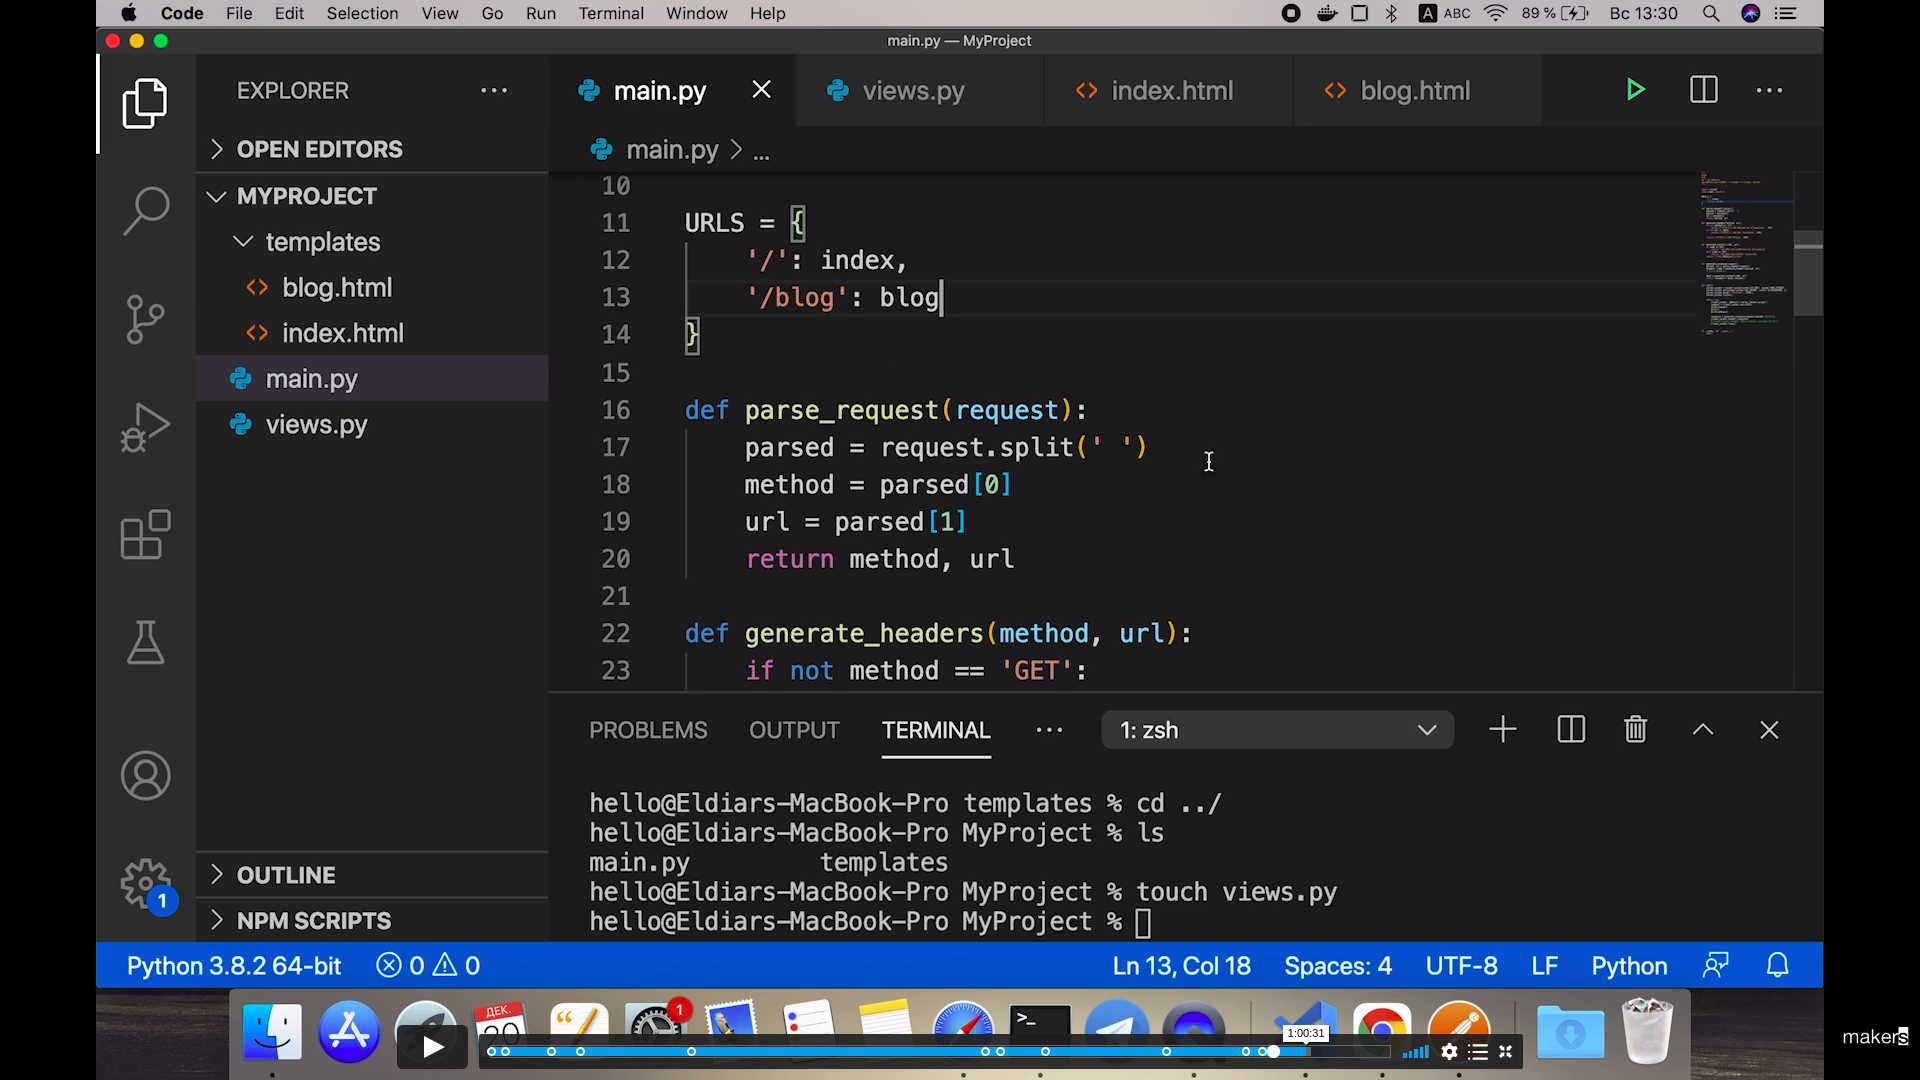 Code File Edit Selection View Go Run Terminal Window Help A ABC 89 % Вс 13:30
main.py — MyProject
EXPLORER ··· main.py views.py index.html blog.html ···
OPEN EDITORS main.py > ...
MYPROJECT
templates
blog.html
index.html
main.py
views.py
OUTLINE
NPM SCRIPTS
10
11 URLS = {
12 '/': index,
13 '/blog': blog
14 }
15
16 def parse_request(request):
17 parsed = request.split(' ')
18 method = parsed[0]
19 url = parsed[1]
20 return method, url
21
22 def generate_headers(method, url):
23 if not method == 'GET':
PROBLEMS OUTPUT TERMINAL ··· 1: zsh
hello@Eldiars-MacBook-Pro templates % cd ../
hello@Eldiars-MacBook-Pro MyProject % ls
main.py templates
hello@Eldiars-MacBook-Pro MyProject % touch views.py
hello@Eldiars-MacBook-Pro MyProject %
1
Python 3.8.2 64-bit 0 0 Ln 13, Col 18 Spaces: 4 UTF-8 LF Python
ДЕК. 1 >_
1:00:31
makers